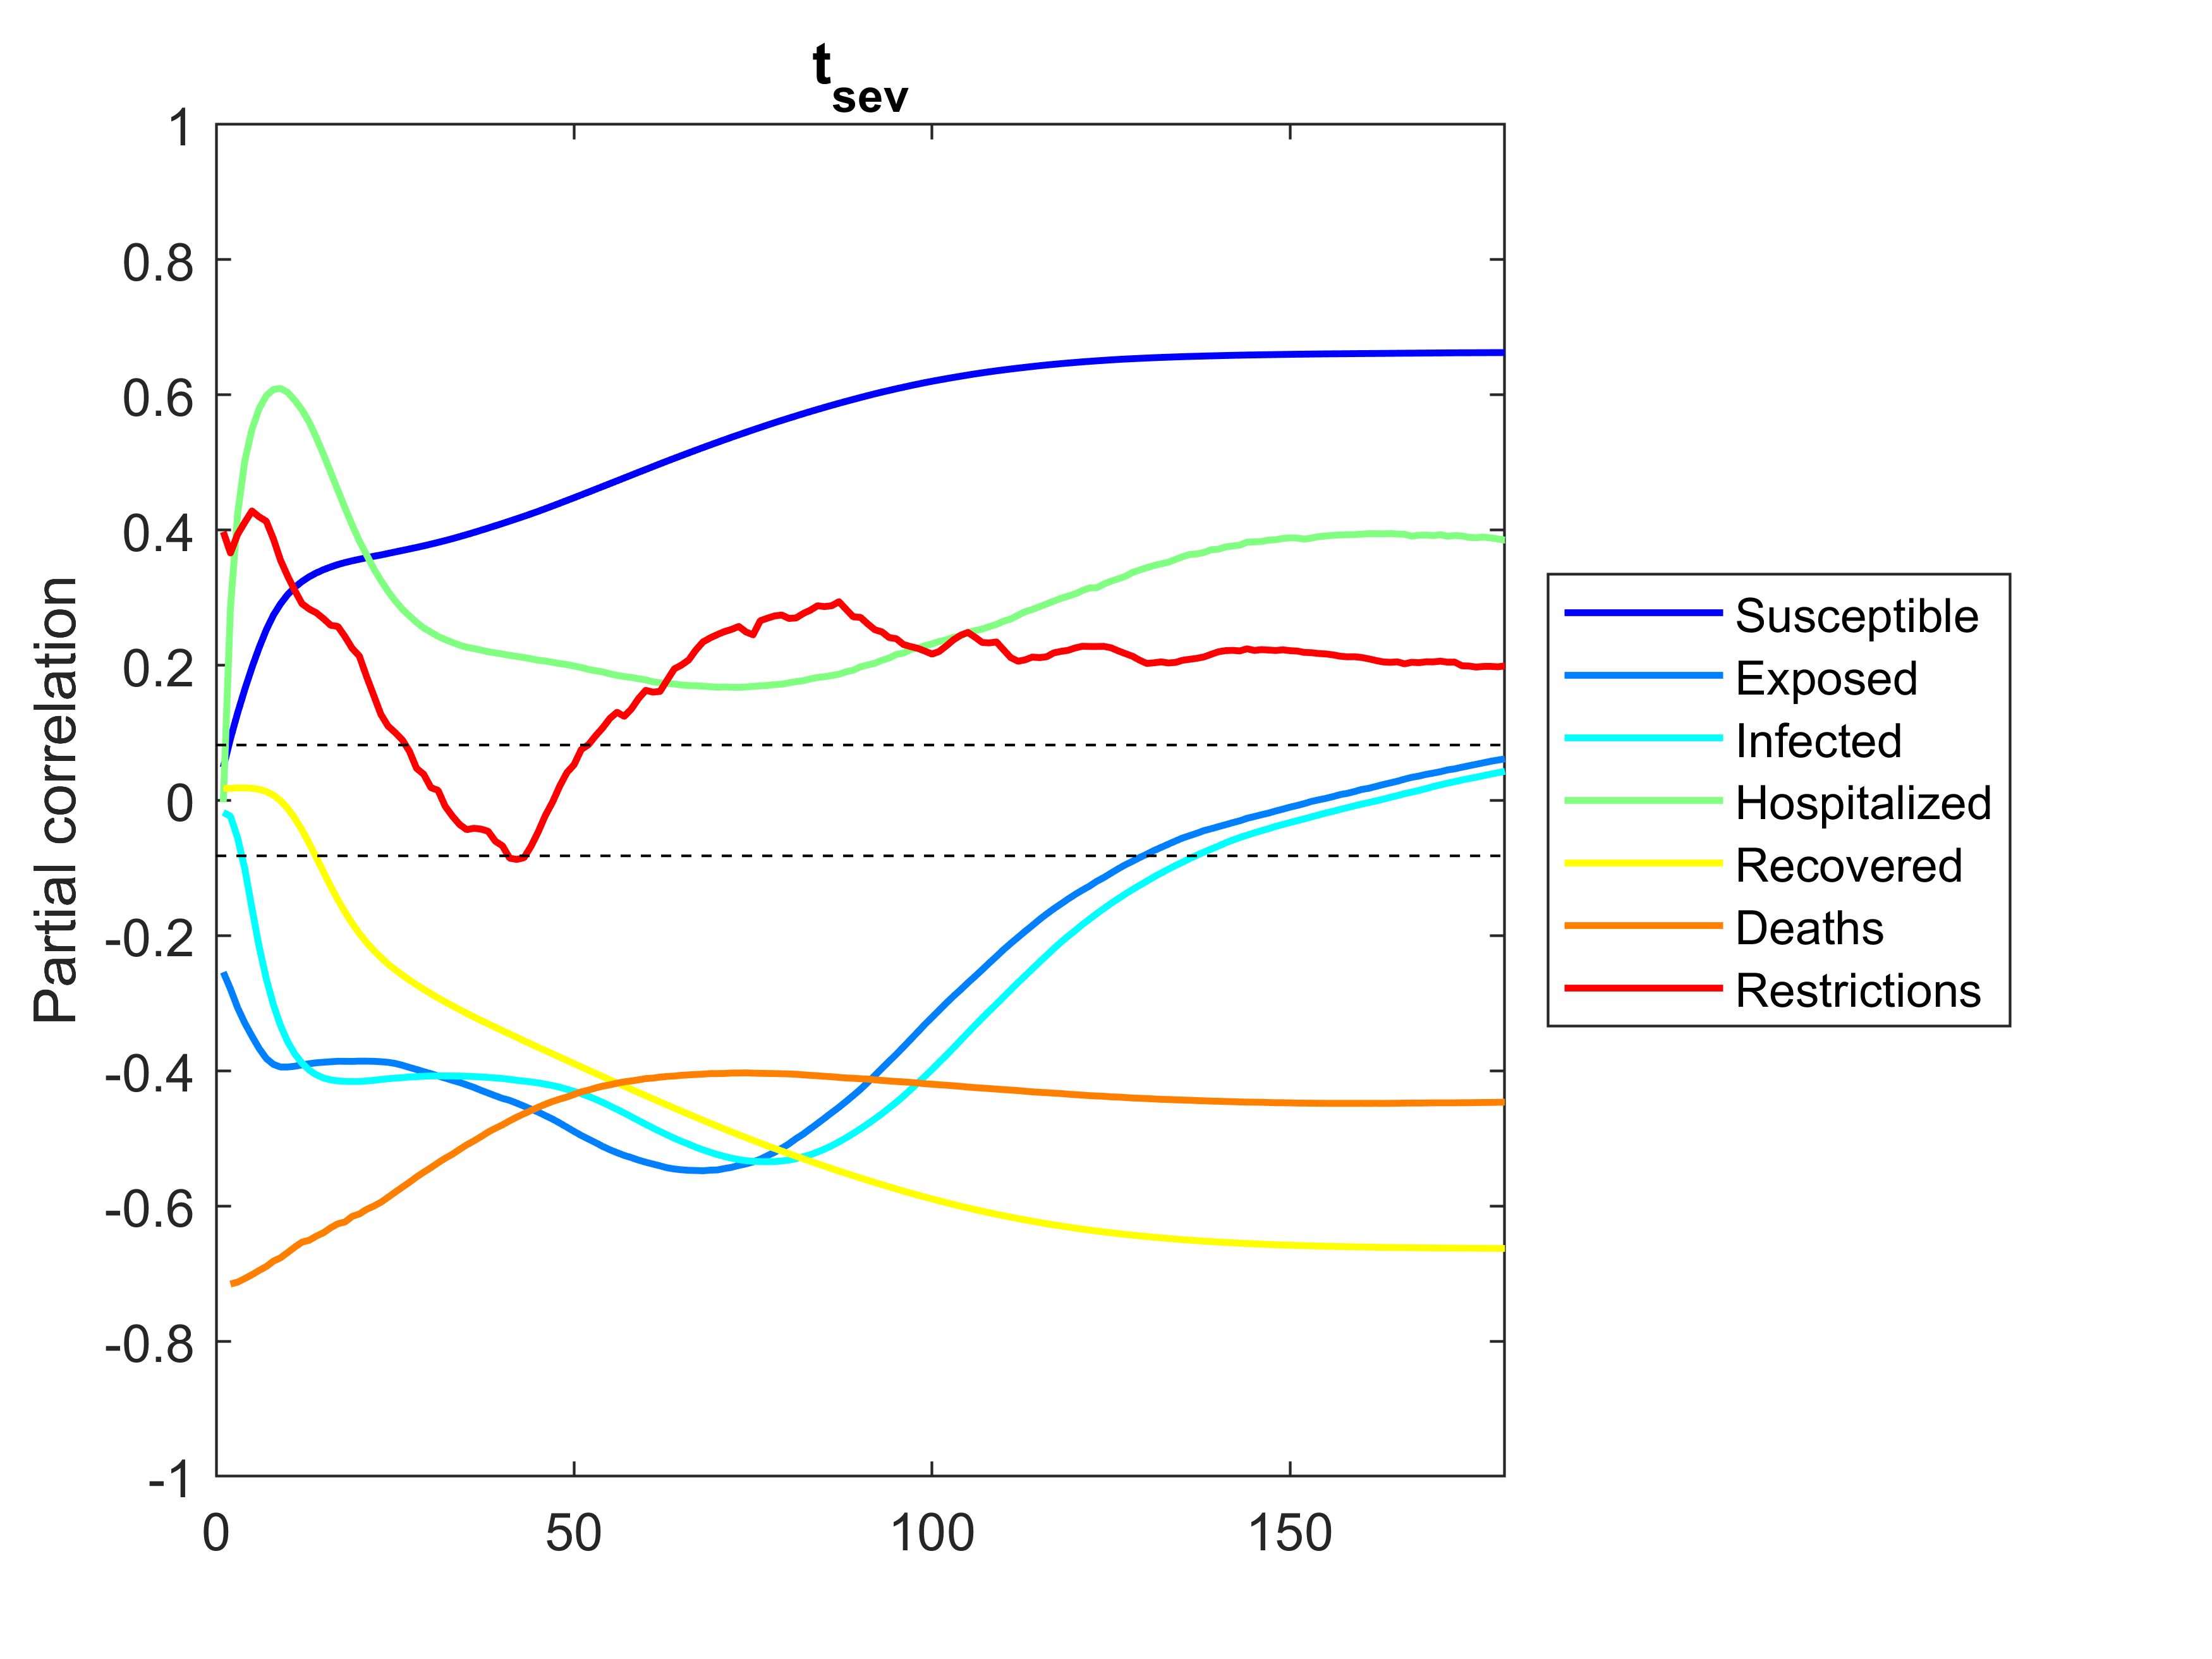 t_sev
1
0.8
0.6
0.4
0.2
0
-0.2
-0.4
-0.6
-0.8
-1
Partial correlation
0 50 100 150
Susceptible
Exposed
Infected
Hospitalized
Recovered
Deaths
Restrictions